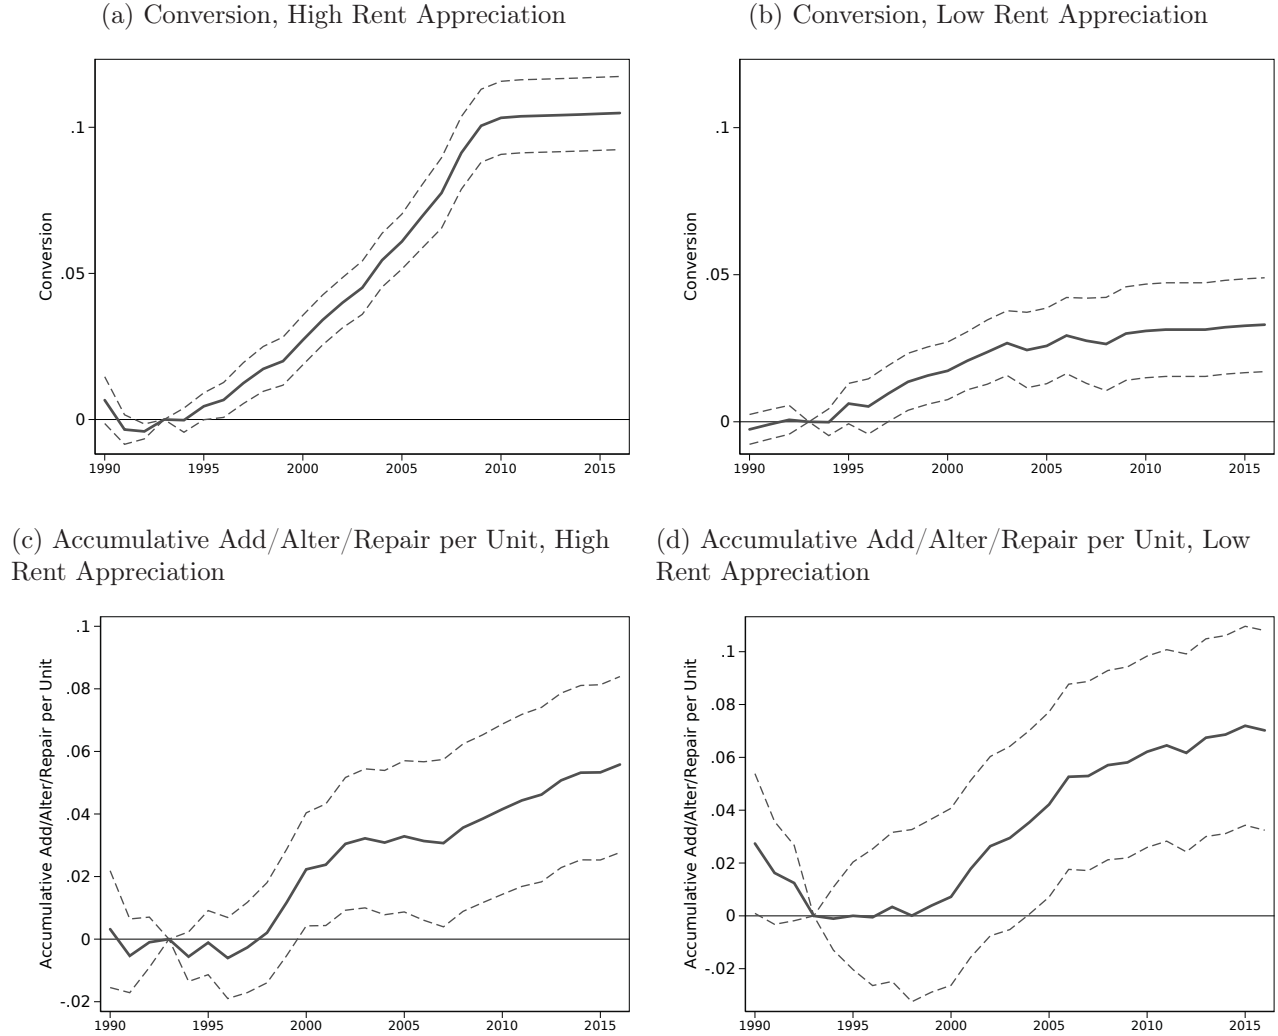 (a) Conversion, High Rent Appreciation
(b) Conversion, Low Rent Appreciation
Conversion
.1
.05
0
1990 1995 2000 2005 2010 2015
Conversion
.1
.05
0
1990 1995 2000 2005 2010 2015
(c) Accumulative Add/Alter/Repair per Unit, High
Rent Appreciation
(d) Accumulative Add/Alter/Repair per Unit, Low
Rent Appreciation
Accumulative Add/Alter/Repair per Unit
.1
.08
.06
.04
.02
0
-.02
1990 1995 2000 2005 2010 2015
Accumulative Add/Alter/Repair per Unit
.1
.08
.06
.04
.02
0
-.02
1990 1995 2000 2005 2010 2015